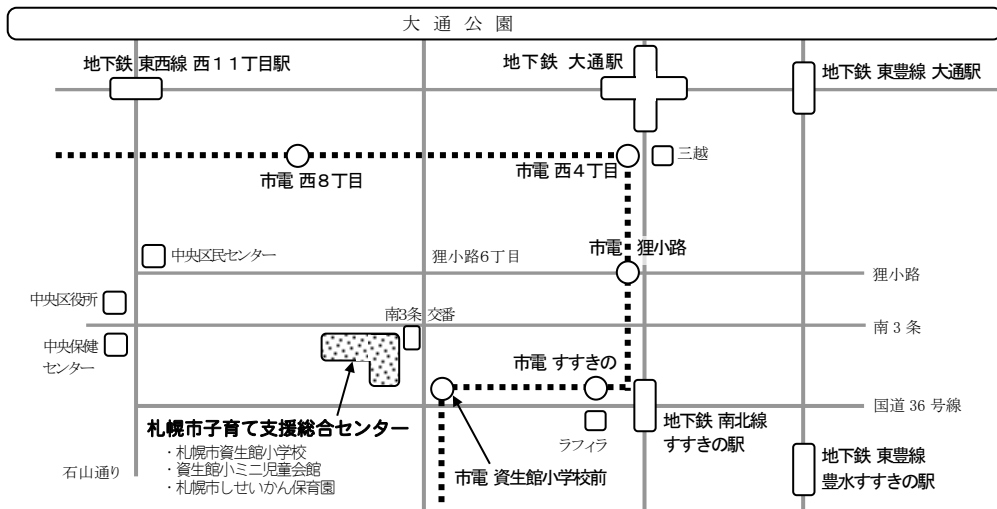 大通公園
地下鉄 東西線 西11丁目駅
地下鉄 大通駅
地下鉄 東豊線 大通駅
市電 西8丁目
市電 西4丁目
三越
中央区民センター
狸小路6丁目
市電 狸小路
狸小路
中央区役所
南3条 交番
南3条
中央保健
センター
市電 すすきの
国道36号線
札幌市子育て支援総合センター
・札幌市資生館小学校
・資生館小ミニ児童会館
・札幌市しせいかん保育園
ラフィラ
地下鉄 南北線
すすきの駅
石山通り
市電 資生館小学校前
地下鉄 東豊線
豊水すすきの駅